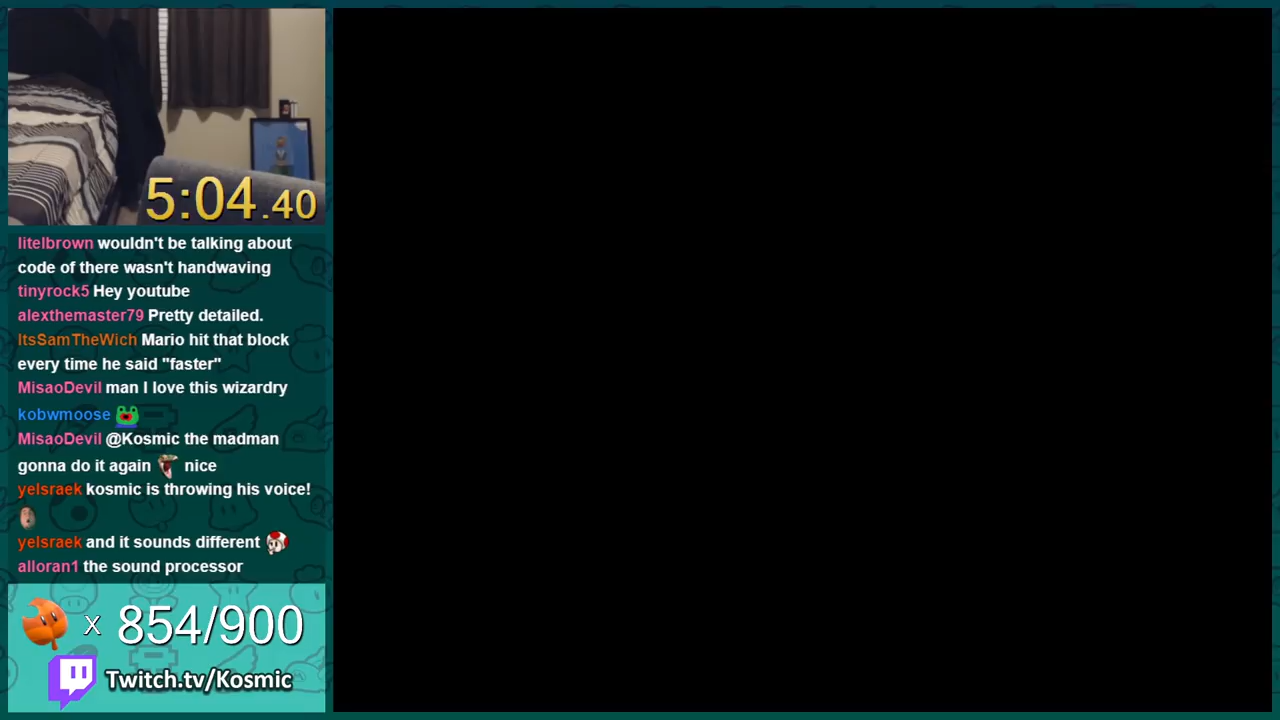 5:04.40
litelbrown wouldn't be talking about
code of there wasn't handwaving
tinyrock5 Hey youtube
alexthemaster79 Pretty detailed.
ItsSamTheWich Mario hit that block
every time he said "faster"
MisaoDevil man I love this wizardry
kobwmoose
MisaoDevil @Kosmic the madman
gonna do it again nice
yelsraek kosmic is throwing his voice!
yelsraek and it sounds different
alloran1 the sound processor
x 854/900
Twitch.tv/Kosmic